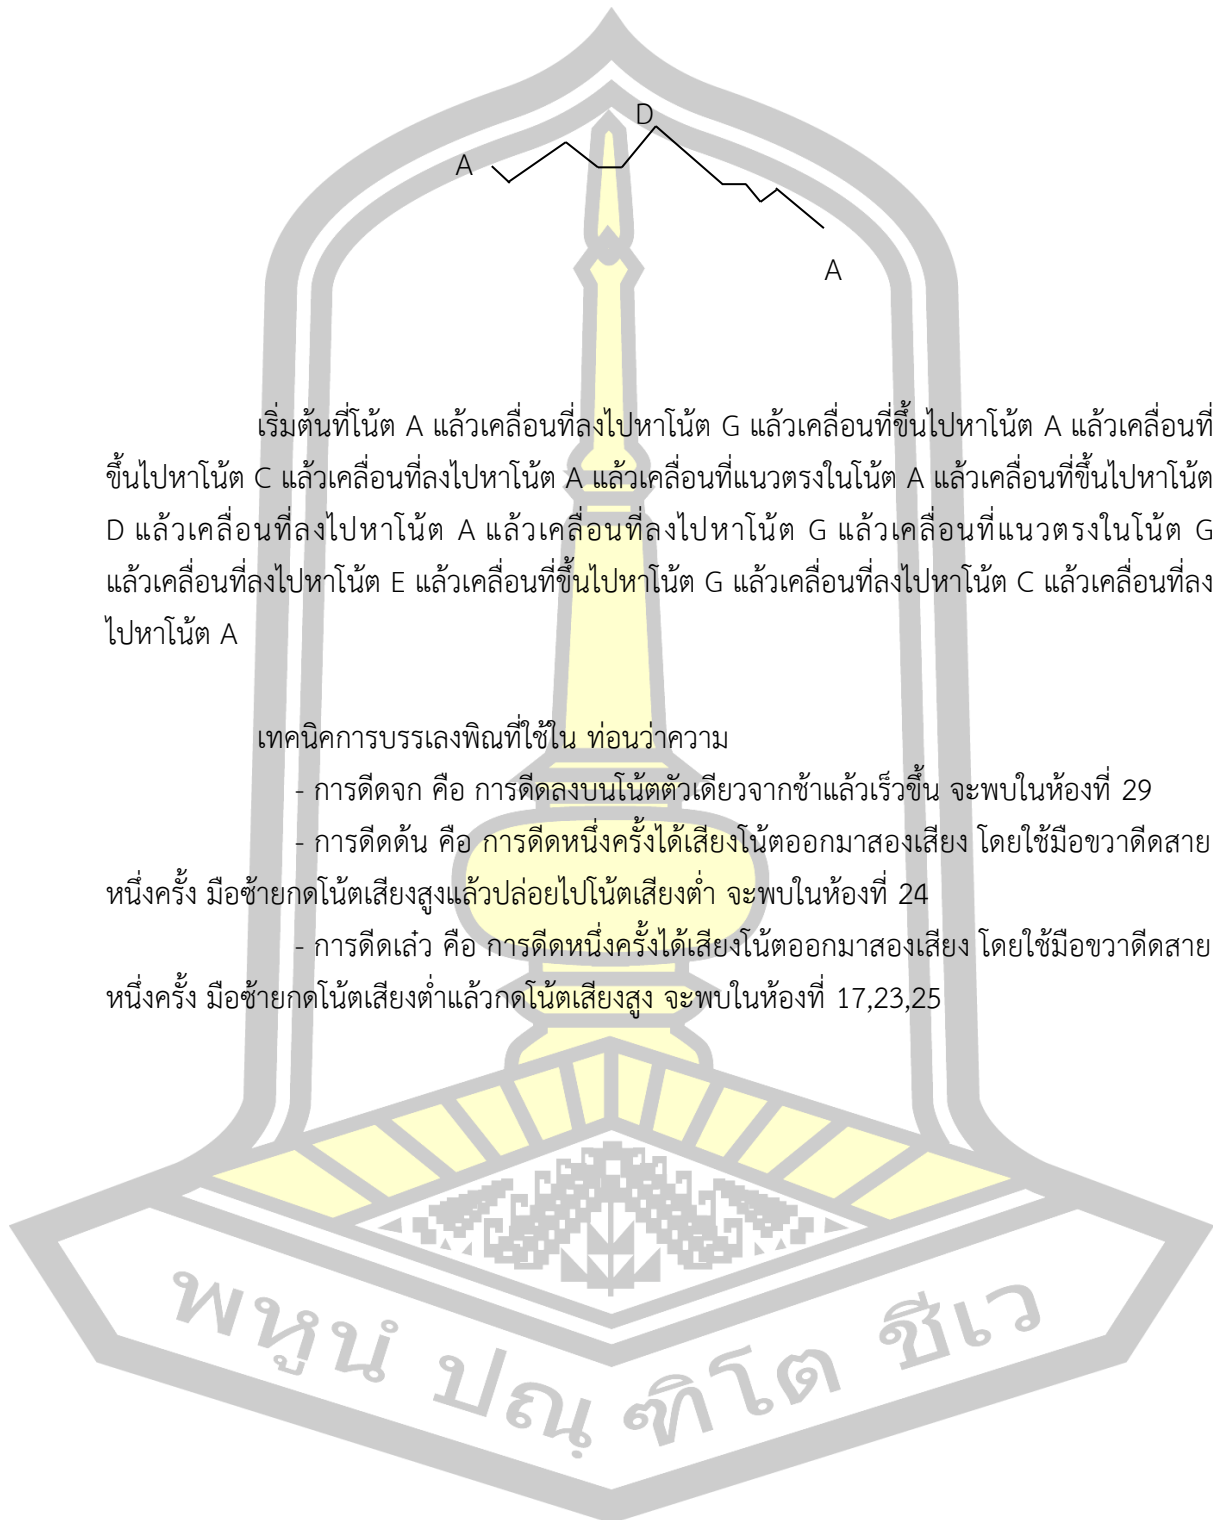 D
A
A
เริ่มต้นที่โน้ต A แล้วเคลื่อนที่ลงไปหาโน้ต G แล้วเคลื่อนที่ขึ้นไปหาโน้ต A แล้วเคลื่อนที่
ขึ้นไปหาโน้ต C แล้วเคลื่อนที่ลงไปหาโน้ต A แล้วเคลื่อนที่แนวตรงในโน้ต A แล้วเคลื่อนที่ขึ้นไปหาโน้ต
D แล้วเคลื่อนที่ลงไปหาโน้ต A แล้วเคลื่อนที่ลงไปหาโน้ต G แล้วเคลื่อนที่แนวตรงในโน้ต G
แล้วเคลื่อนที่ลงไปหาโน้ต E แล้วเคลื่อนที่ขึ้นไปหาโน้ต G แล้วเคลื่อนที่ลงไปหาโน้ต C แล้วเคลื่อนที่ลง
ไปหาโน้ต A
เทคนิคการบรรเลงพิณที่ใช้ใน ท่อนว่าความ
- การดีดจก คือ การดีดลงบนโน้ตตัวเดียวจากช้าแล้วเร็วขึ้น จะพบในห้องที่ 29
- การดีดด้น คือ การดีดหนึ่งครั้งได้เสียงโน้ตออกมาสองเสียง โดยใช้มือขวาดีดสาย
หนึ่งครั้ง มือซ้ายกดโน้ตเสียงสูงแล้วปล่อยไปโน้ตเสียงต่ำ จะพบในห้องที่ 24
- การดีดเล๋ว คือ การดีดหนึ่งครั้งได้เสียงโน้ตออกมาสองเสียง โดยใช้มือขวาดีดสาย
หนึ่งครั้ง มือซ้ายกดโน้ตเสียงต่ำแล้วกดโน้ตเสียงสูง จะพบในห้องที่ 17,23,25
พหูนํ ปณฺฑิโต ชีเว